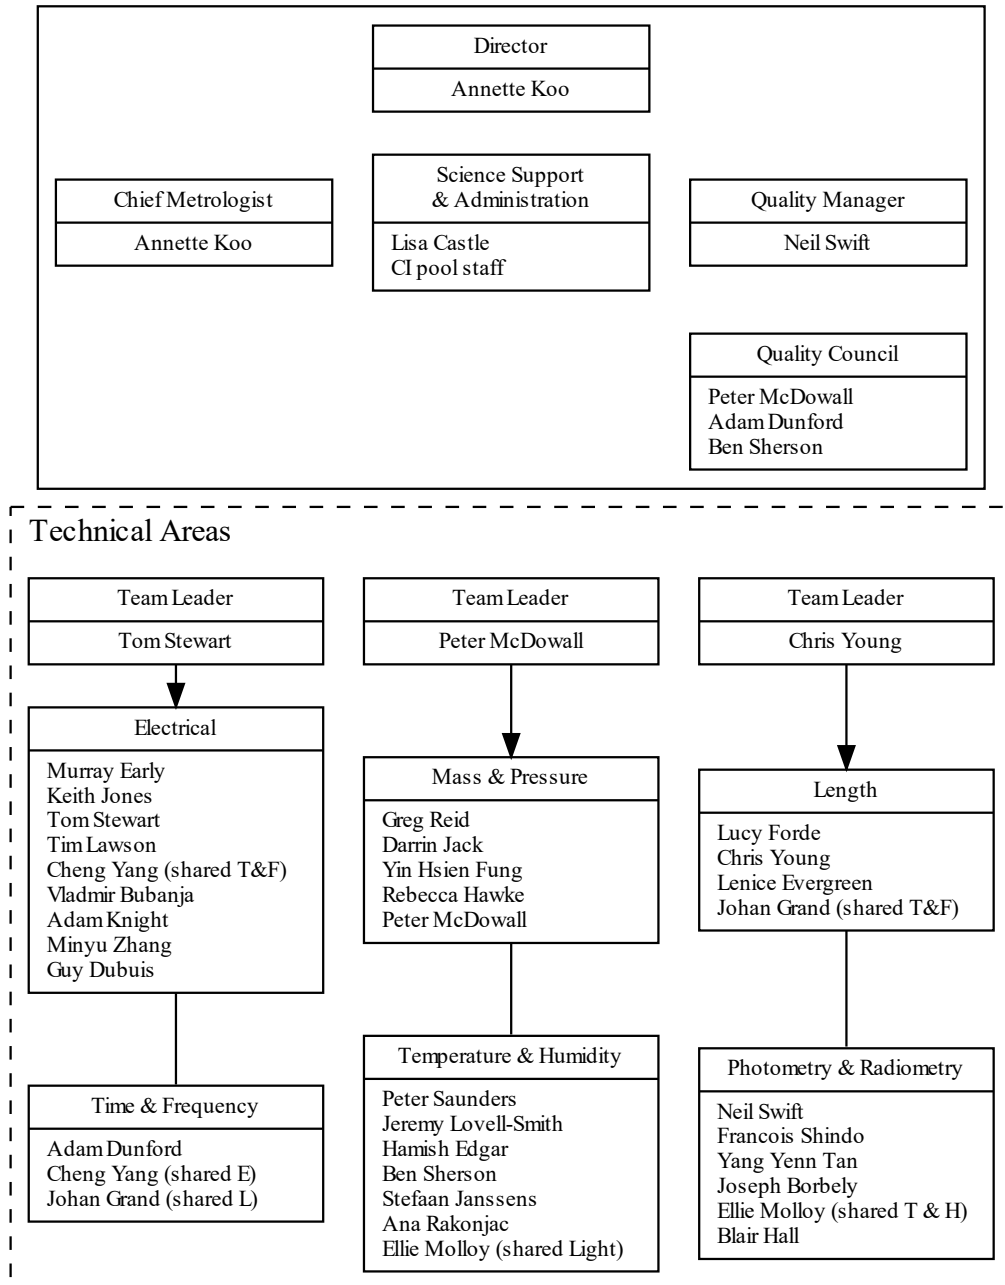 Director
Annette Koo
Science Support
& Administration
Lisa Castle
CI pool staff
Chief Metrologist
Annette Koo
Quality Manager
Neil Swift
Quality Council
Peter McDowall
Adam Dunford
Ben Sherson
Technical Areas
Team Leader
Tom Stewart
Electrical
Murray Early
Keith Jones
Tom Stewart
Tim Lawson
Cheng Yang (shared T&F)
Vladmir Bubanja
Adam Knight
Minyu Zhang
Guy Dubuis
Time & Frequency
Adam Dunford
Cheng Yang (shared E)
Johan Grand (shared L)
Team Leader
Peter McDowall
Mass & Pressure
Greg Reid
Darrin Jack
Yin Hsien Fung
Rebecca Hawke
Peter McDowall
Temperature & Humidity
Peter Saunders
Jeremy Lovell-Smith
Hamish Edgar
Ben Sherson
Stefaan Janssens
Ana Rakonjac
Ellie Molloy (shared Light)
Team Leader
Chris Young
Length
Lucy Forde
Chris Young
Lenice Evergreen
Johan Grand (shared T&F)
Photometry & Radiometry
Neil Swift
Francois Shindo
Yang Yenn Tan
Joseph Borbely
Ellie Molloy (shared T & H)
Blair Hall